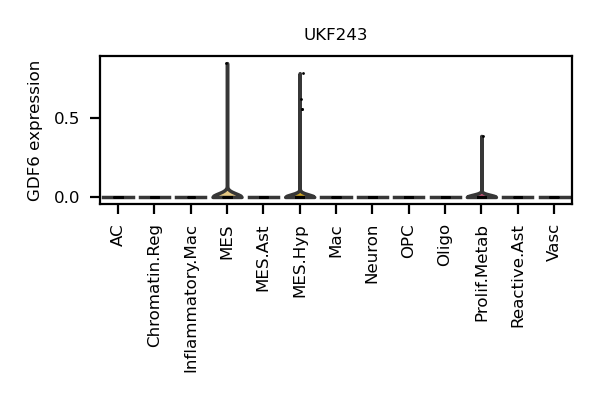 UKF243
GDF6 expression
0.5
0.0
AC
Chromatin.Reg
Inflammatory.Mac
MES
MES.Ast
MES.Hyp
Mac
Neuron
OPC
Oligo
Prolif.Metab
Reactive.Ast
Vasc